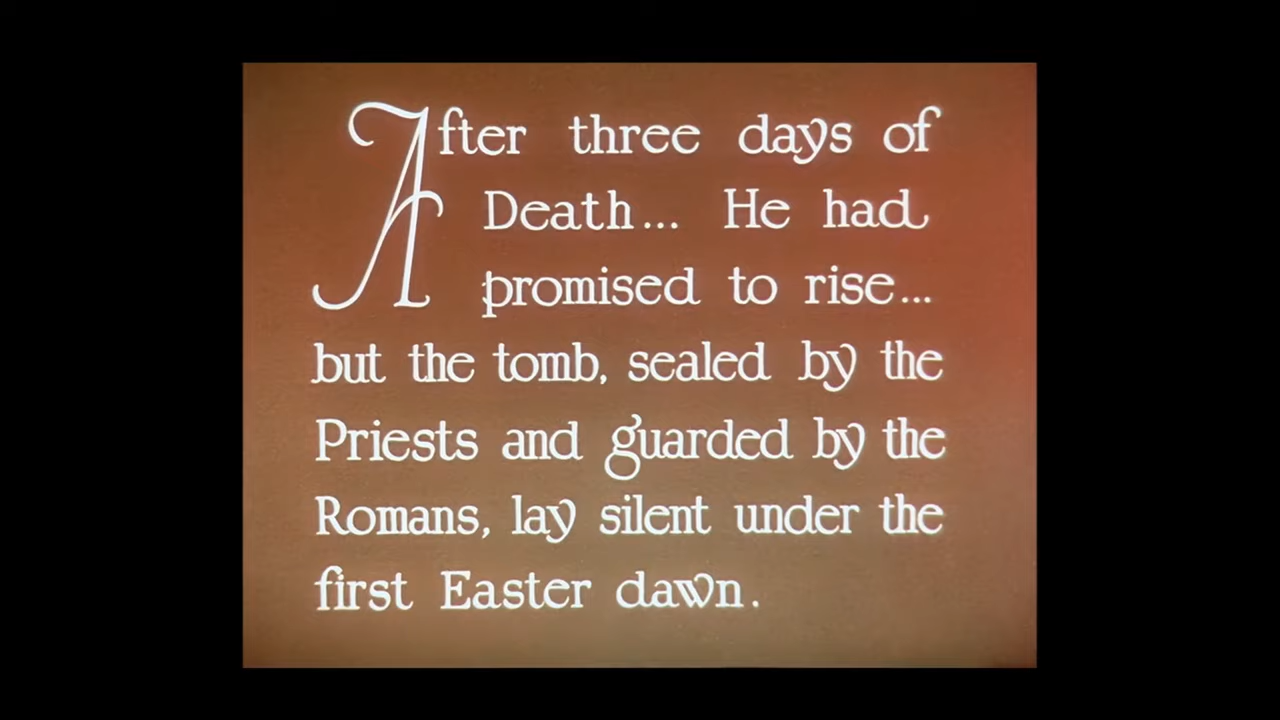 After three days of
Death... He had
promised to rise...
but the tomb, sealed by the
Priests and guarded by the
Romans, lay silent under the
first Easter dawn.